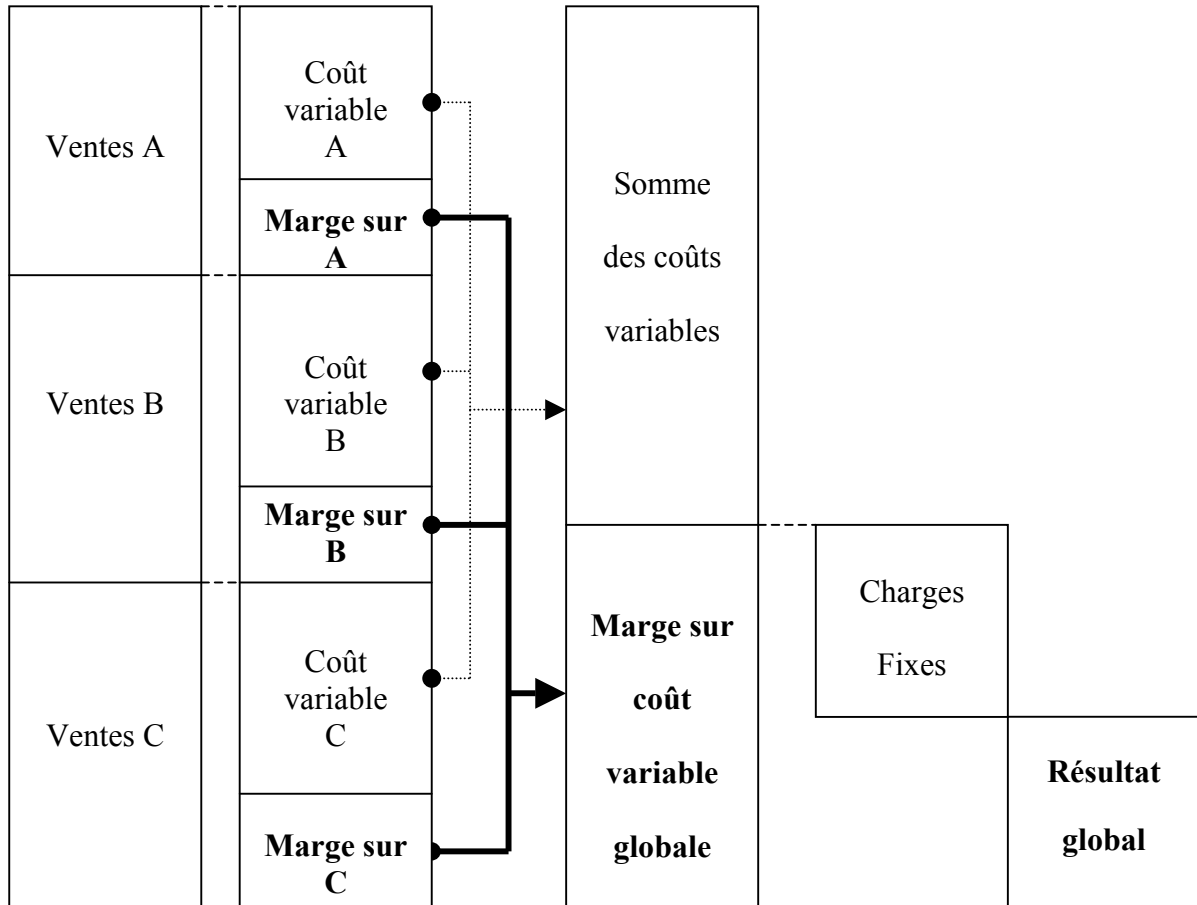 Ventes A
Coût
variable
A
Marge sur
A
Ventes B
Coût
variable
B
Marge sur
B
Ventes C
Coût
variable
C
Marge sur
C
Somme
des coûts
variables
Marge sur
coût
variable
globale
Charges
Fixes
Résultat
global